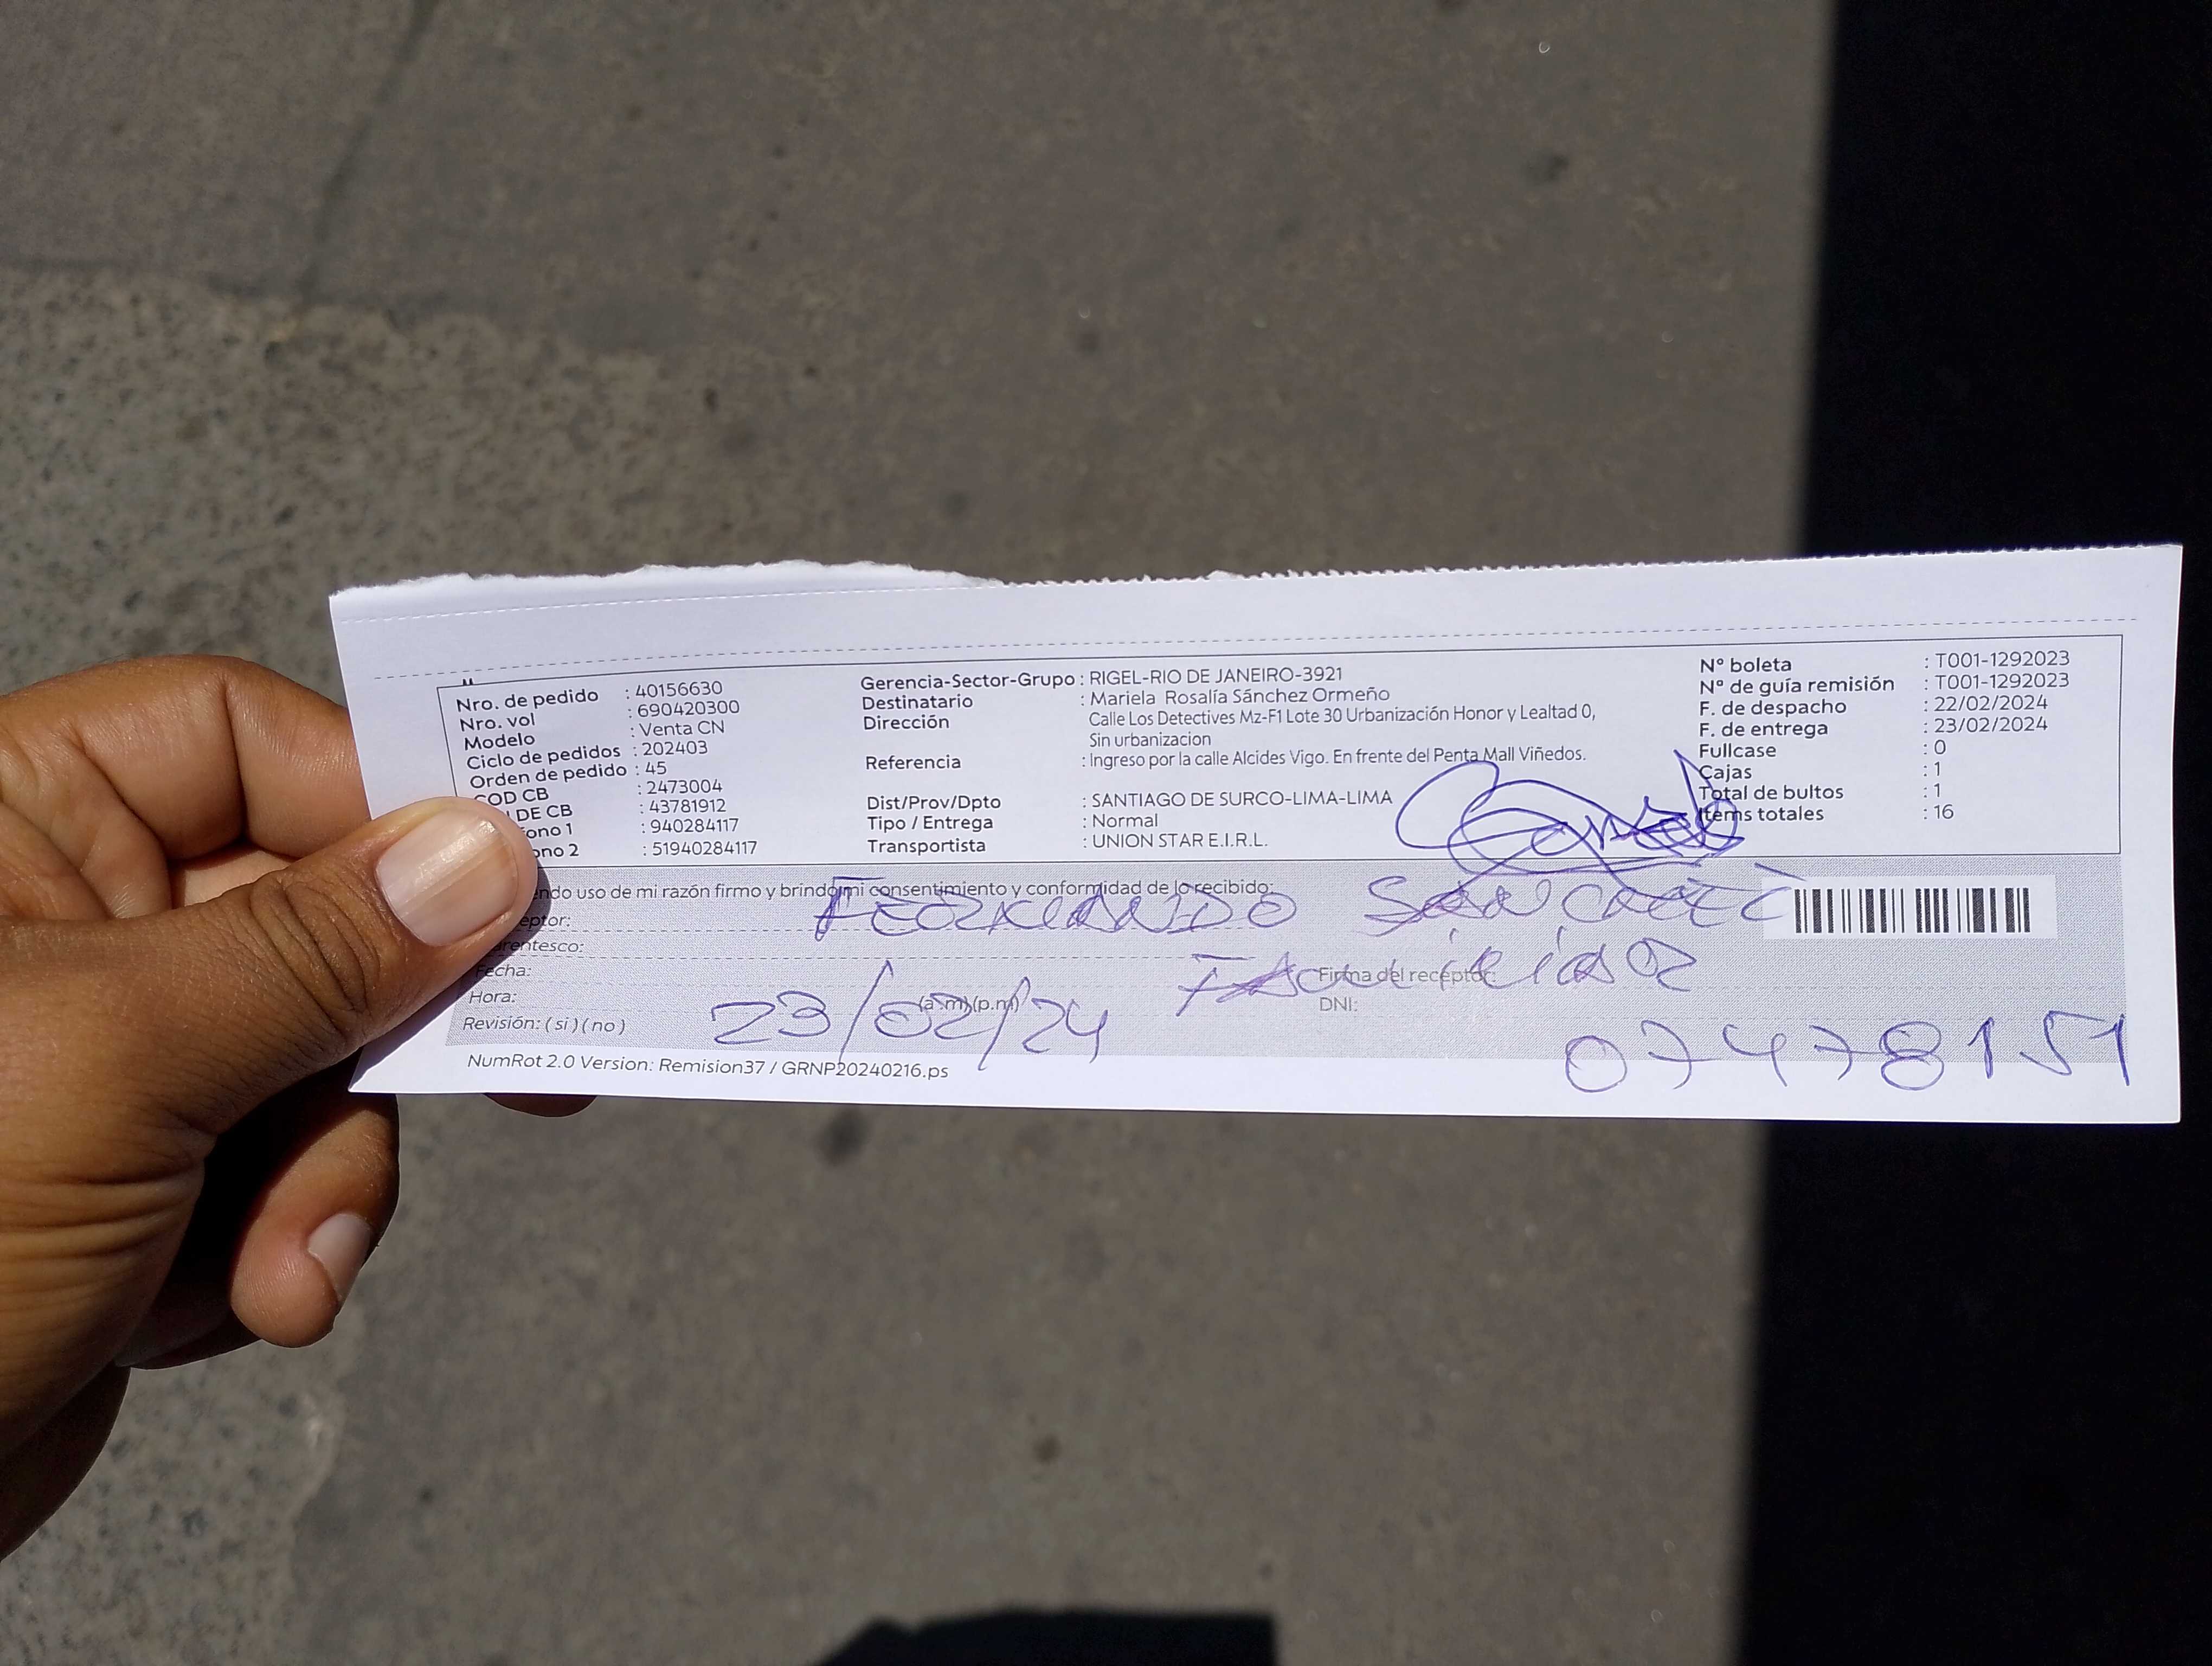 Nro. de pedido : 40156630
Nro. vol : 690420300
Modelo : Venta CN
Ciclo de pedidos : 202403
Orden de pedido : 45
COD CB : 2473004
DE CB : 43781912
ono 1 : 940284117
ono 2 : 51940284117
Gerencia-Sector-Grupo : RIGEL-RIO DE JANEIRO-3921
Destinatario : Mariela Rosalía Sánchez Ormeño
Dirección : Calle Los Detectives Mz-F1 Lote 30 Urbanización Honor y Lealtad 0,
Sin urbanizacion
Referencia : Ingreso por la calle Alcides Vigo. En frente del Penta Mall Viñedos.
Dist/Prov/Dpto : SANTIAGO DE SURCO-LIMA-LIMA
Tipo / Entrega : Normal
Transportista : UNION STAR E.I.R.L.
N° boleta : T001-1292023
N° de guía remisión : T001-1292023
F. de despacho : 22/02/2024
F. de entrega : 23/02/2024
Fullcase : 0
Cajas : 1
Total de bultos : 1
Items totales : 16
ndo uso de mi razón firmo y brindo mi consentimiento y conformidad de lo recibido:
eptor: FERNANDO SANCHEZ
rentesco: FAMILIAR
Fecha: Firma del receptor:
Hora: (a.m)(p.m) 23/02/24 DNI: 07478151
Revisión: ( si ) ( no )
NumRot 2.0 Version: Remision37 / GRNP20240216.ps